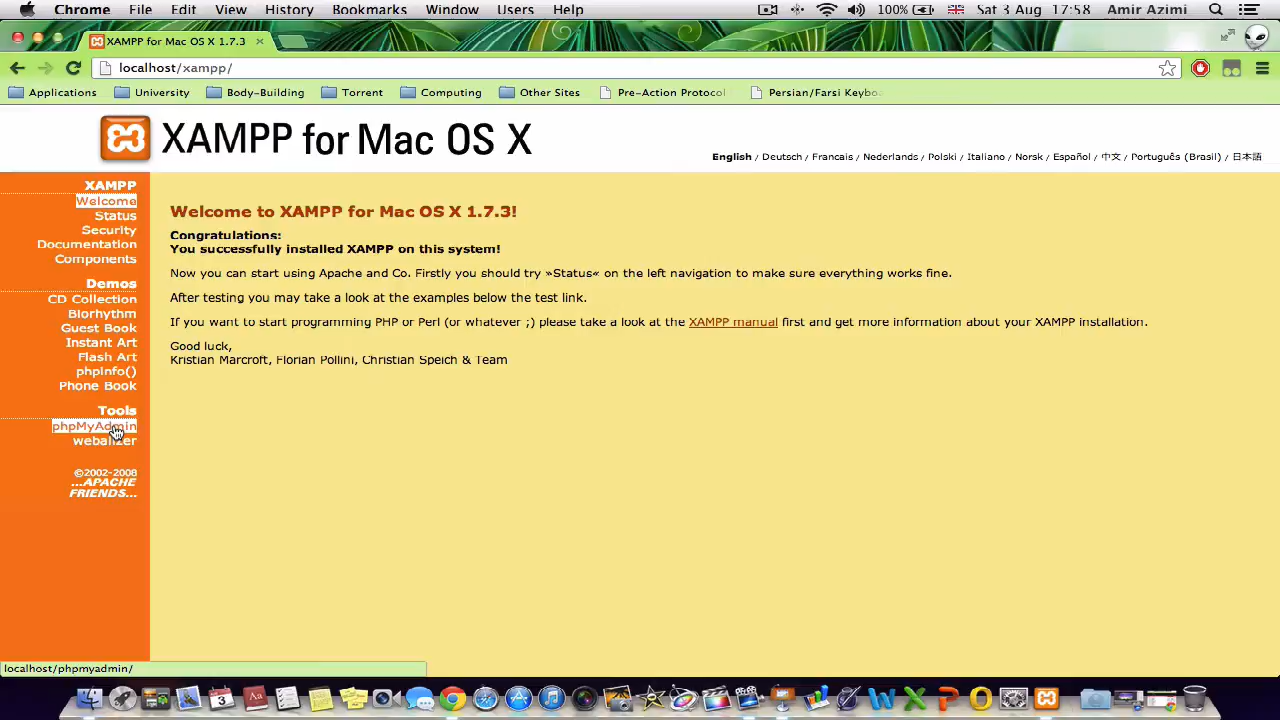 Chrome File Edit View History Bookmarks Window Users Help 100% Sat 3 Aug 17:58 Amir Azimi
XAMPP for Mac OS X 1.7.3
localhost/xampp/
Applications University Body-Building Torrent Computing Other Sites Pre-Action Protocol Persian/Farsi Keybo
XAMPP for Mac OS X
English / Deutsch / Francais / Nederlands / Polski / Italiano / Norsk / Español / 中文 / Português (Brasil) / 日本語
XAMPP
Welcome
Status
Security
Documentation
Components
Demos
CD Collection
Biorhythm
Guest Book
Instant Art
Flash Art
phpinfo()
Phone Book
Tools
phpMyAdmin
webalizer
©2002-2008
...APACHE
FRIENDS...
Welcome to XAMPP for Mac OS X 1.7.3!
Congratulations:
You successfully installed XAMPP on this system!
Now you can start using Apache and Co. Firstly you should try »Status« on the left navigation to make sure everything works fine.
After testing you may take a look at the examples below the test link.
If you want to start programming PHP or Perl (or whatever ;) please take a look at the XAMPP manual first and get more information about your XAMPP installation.
Good luck,
Kristian Marcroft, Florian Pollini, Christian Speich & Team
localhost/phpmyadmin/